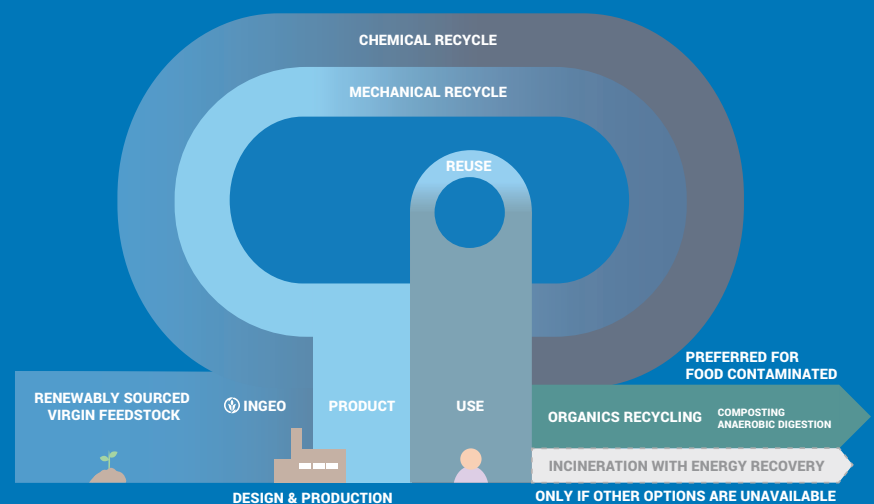 CHEMICAL RECYCLE
MECHANICAL RECYCLE
REUSE
PREFERRED FOR
FOOD CONTAMINATED
RENEWABLY SOURCED
VIRGIN FEEDSTOCK
INGEO
PRODUCT
USE
ORGANICS RECYCLING
COMPOSTING
ANAEROBIC DIGESTION
INCINERATION WITH ENERGY RECOVERY
DESIGN & PRODUCTION
ONLY IF OTHER OPTIONS ARE UNAVAILABLE